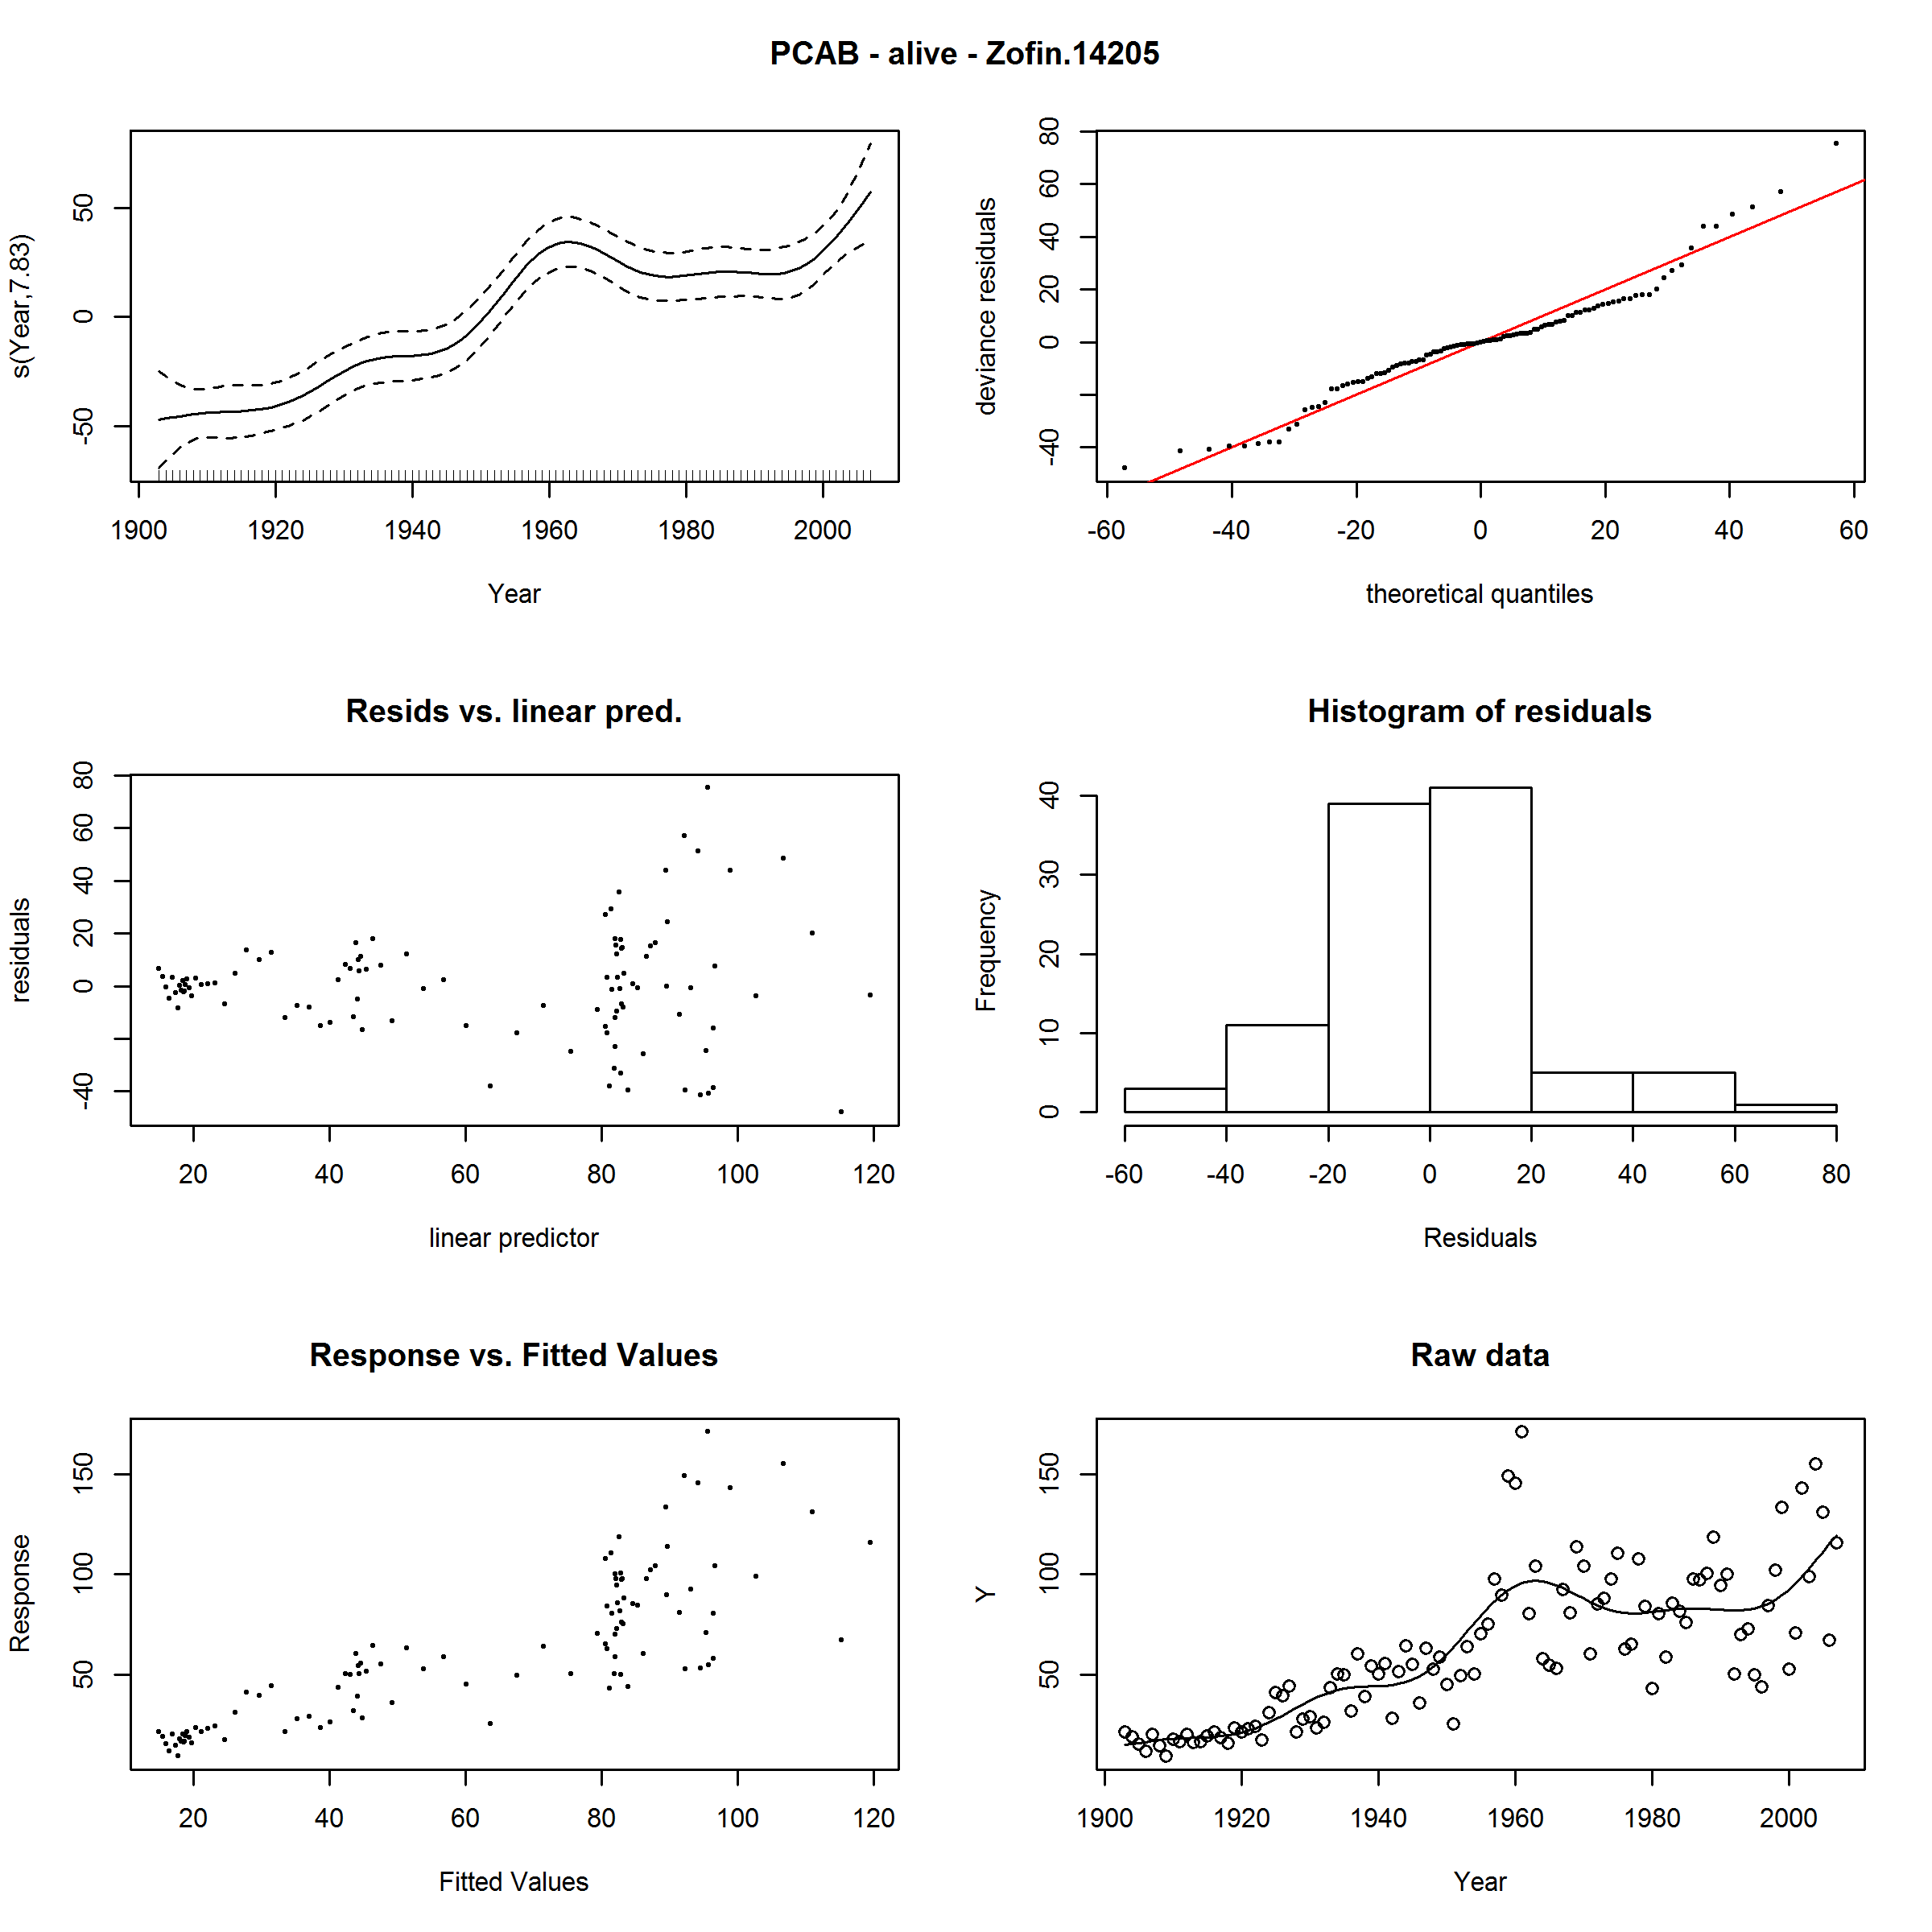 PCAB - alive - Zofin.14205
s(Year,7.83)
-50 0 50
1900 1920 1940 1960 1980 2000
Year
deviance residuals
-40 0 20 40 60 80
-60 -40 -20 0 20 40 60
theoretical quantiles
Resids vs. linear pred.
residuals
-40 0 20 40 60 80
20 40 60 80 100 120
linear predictor
Histogram of residuals
Frequency
0 10 20 30 40
-60 -40 -20 0 20 40 60 80
Residuals
Response vs. Fitted Values
Response
50 100 150
20 40 60 80 100 120
Fitted Values
Raw data
Y
50 100 150
1900 1920 1940 1960 1980 2000
Year